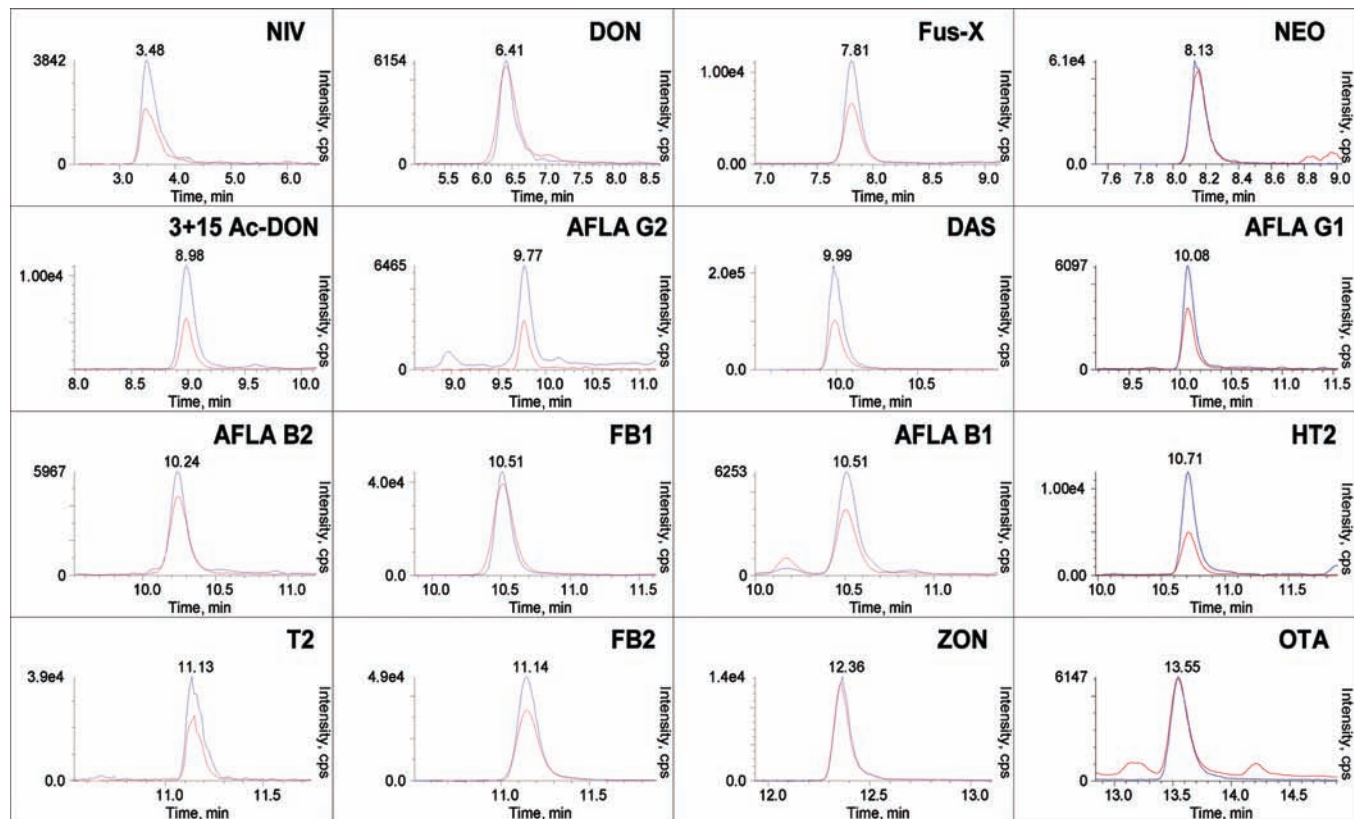 NIV
3.48
3842
0
3.0 4.0 5.0 6.0
Time, min
Intensity, cps
DON
6.41
6154
0
5.5 6.0 6.5 7.0 7.5 8.0 8.5
Time, min
Intensity, cps
Fus-X
7.81
1.00e4
0.00
7.0 7.5 8.0 8.5 9.0
Time, min
Intensity, cps
NEO
8.13
6.1e4
0.0
7.6 7.8 8.0 8.2 8.4 8.6 8.8 9.0
Time, min
Intensity, cps
3+15 Ac-DON
8.98
1.00e4
8.0 8.5 9.0 9.5 10.0
Time, min
Intensity, cps
AFLA G2
9.77
6465
0
9.0 9.5 10.0 10.5 11.0
Time, min
Intensity, cps
DAS
9.99
2.0e5
0.0
10.0 10.5
Time, min
Intensity, cps
AFLA G1
10.08
6097
0
9.5 10.0 10.5 11.0 11.5
Time, min
Intensity, cps
AFLA B2
10.24
5967
0
10.0 10.5 11.0
Time, min
Intensity, cps
FB1
10.51
4.0e4
0.0
10.0 10.5 11.0 11.5
Time, min
Intensity, cps
AFLA B1
10.51
6253
0
10.0 10.5 11.0
Time, min
Intensity, cps
HT2
10.71
1.00e4
0.00
10.0 10.5 11.0 11.5
Time, min
Intensity, cps
T2
11.13
3.9e4
0.0
11.0 11.5
Time, min
Intensity, cps
FB2
11.14
4.9e4
0.0
11.0 11.5
Time, min
Intensity, cps
ZON
12.36
1.4e4
0.0
12.0 12.5 13.0
Time, min
Intensity, cps
OTA
13.55
6147
0
13.0 13.5 14.0 14.5
Time, min
Intensity, cps